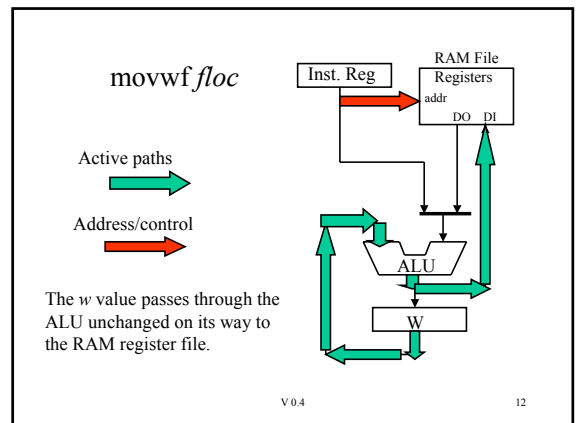 movwf floc
Inst. Reg
RAM File
Registers
addr
DO DI
Active paths
Address/control
ALU
W
The w value passes through the
ALU unchanged on its way to
the RAM register file.
V 0.4
12